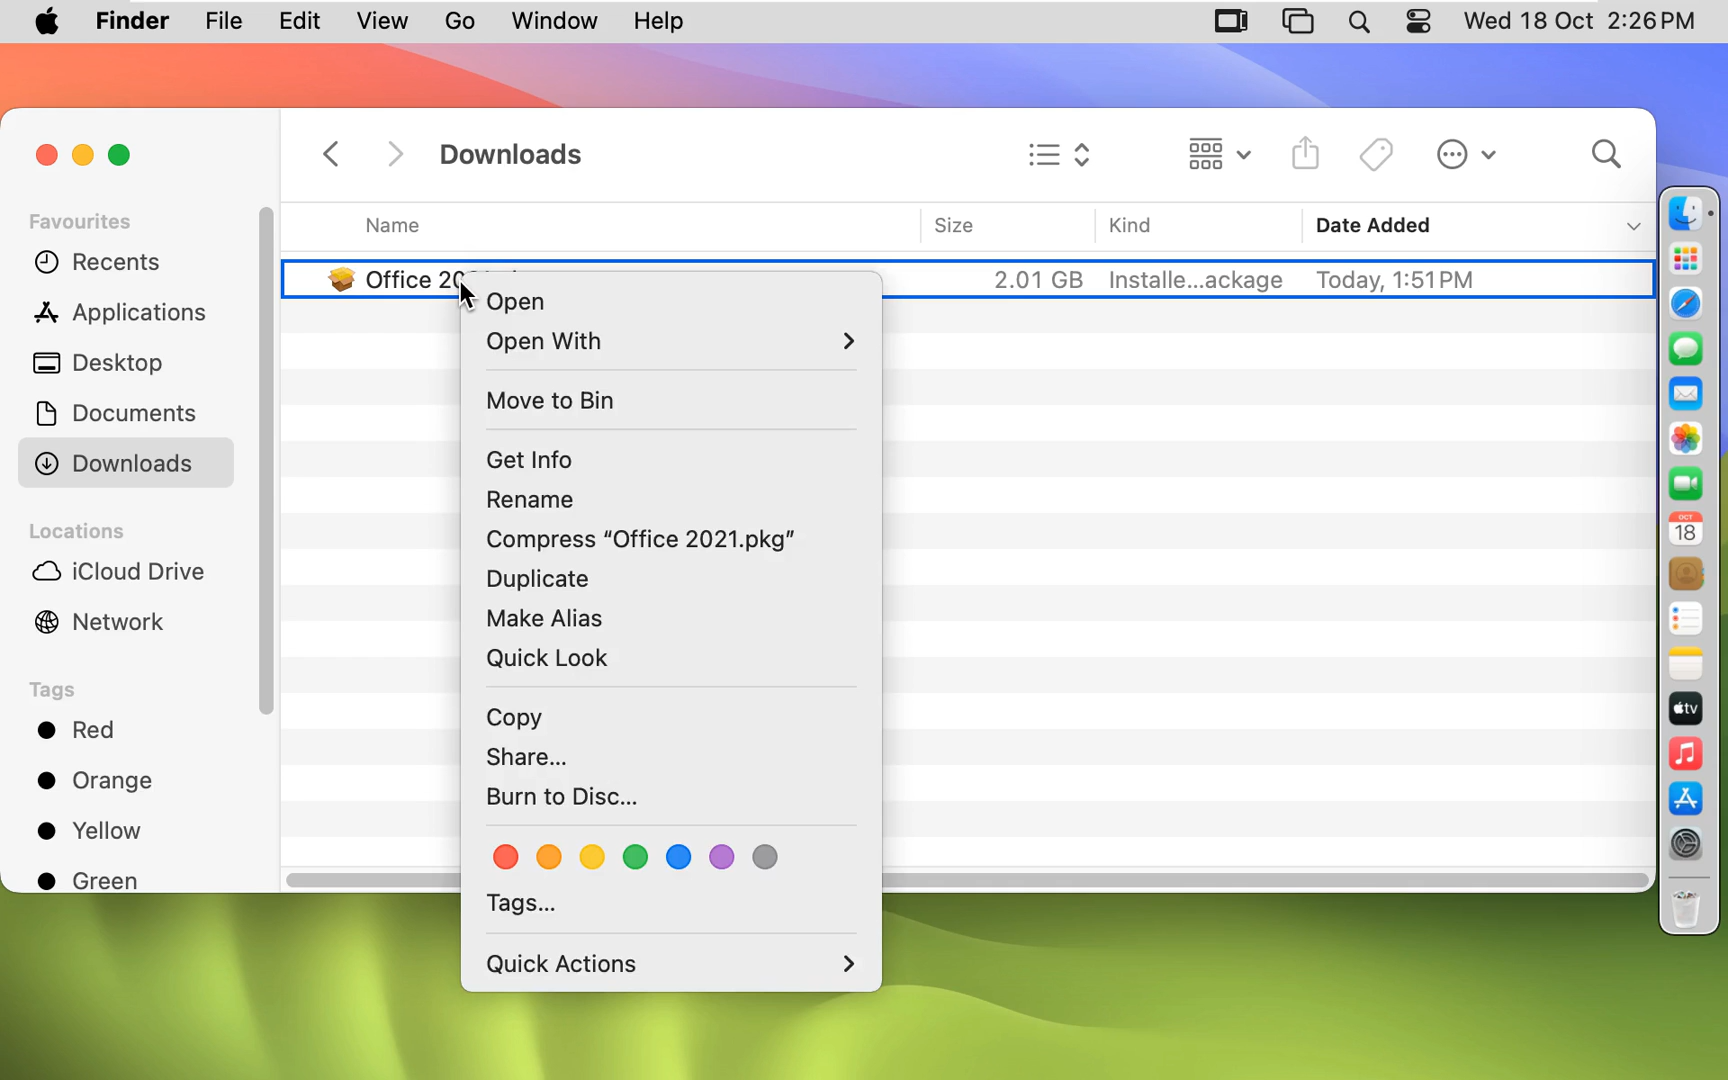 Finder File Edit View Go Window Help Wed 18 Oct 2:26 PM
Downloads
Favourites
Recents
Applications
Desktop
Documents
Downloads
Locations
iCloud Drive
Network
Tags
Red
Orange
Yellow
Green
Name Size Kind Date Added
Office 2.01 GB Installe...ackage Today, 1:51 PM
Open
Open With
Move to Bin
Get Info
Rename
Compress “Office 2021.pkg”
Duplicate
Make Alias
Quick Look
Copy
Share...
Burn to Disc...
Tags...
Quick Actions
OCT
18
tv